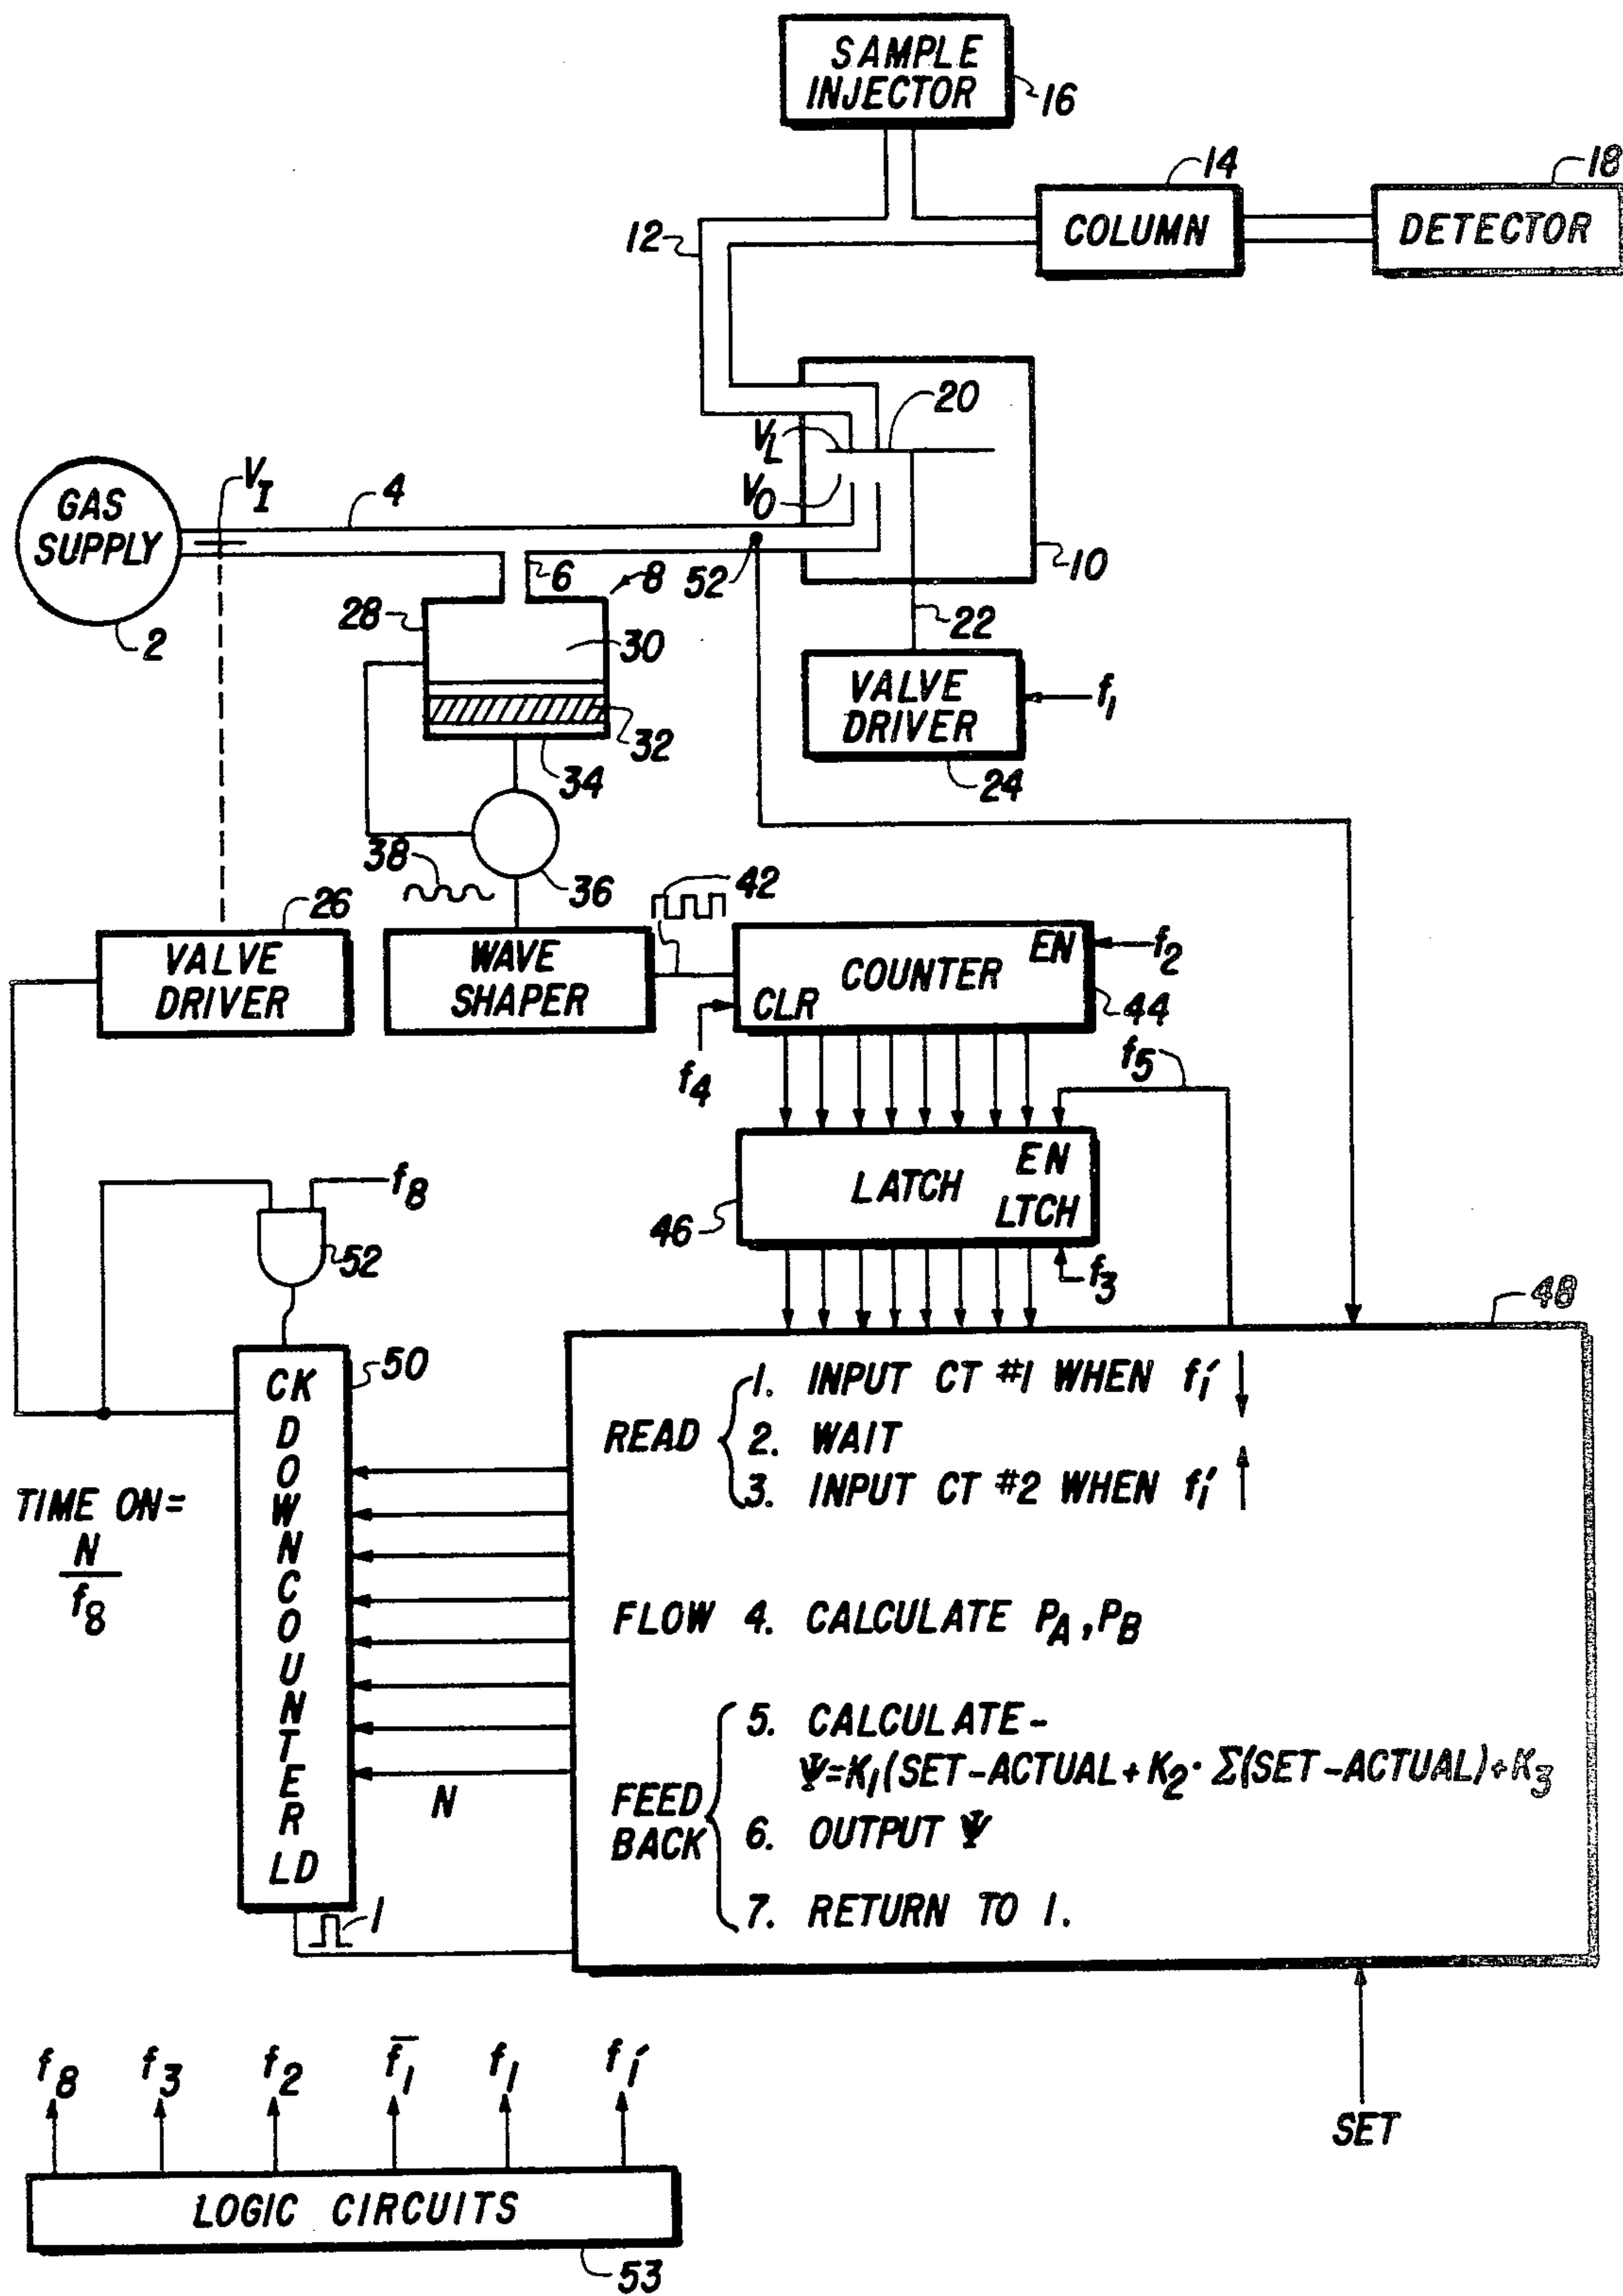 SAMPLE
INJECTOR
16
14
18
12
COLUMN
DETECTOR
20
V_L
V_O
V_I
4
GAS
SUPPLY
2
6
8
52
10
28
30
22
VALVE
DRIVER
f_1
32
34
24
38
36
42
26
VALVE
DRIVER
WAVE
SHAPER
COUNTER
EN
f_2
CLR
44
f_4
f_5
f_8
52
LATCH
EN
LTCH
46
f_3
48
50
CK
DOWNCOUNTER
LD
READ
1. INPUT CT #1 WHEN f_1' ↓
2. WAIT
3. INPUT CT #2 WHEN f_1' ↑
TIME ON =
N
f_8
FLOW 4. CALCULATE P_A, P_B
FEED
BACK
5. CALCULATE -
Ψ=K_1(SET-ACTUAL+K_2·Σ(SET-ACTUAL)+K_3
6. OUTPUT Ψ
7. RETURN TO 1.
N
1
f_8 f_3 f_2 \overline{f_1} f_1 f_1'
SET
LOGIC CIRCUITS
53